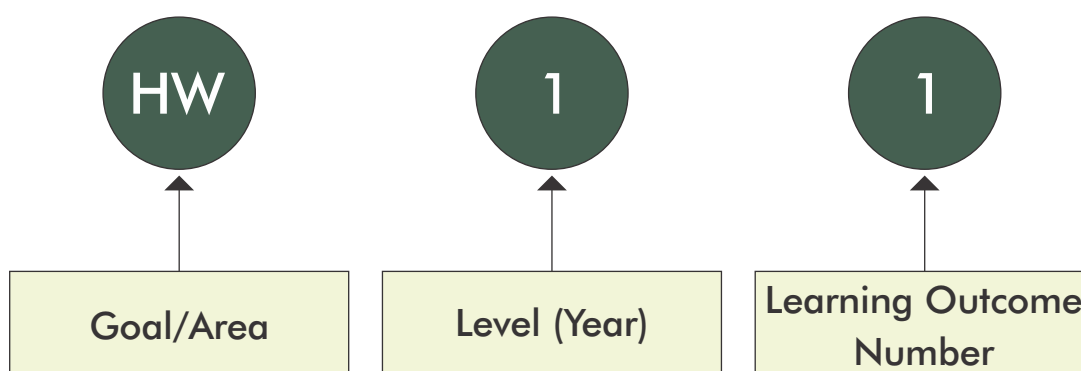 HW
1
1
Goal/Area
Level (Year)
Learning Outcome
Number